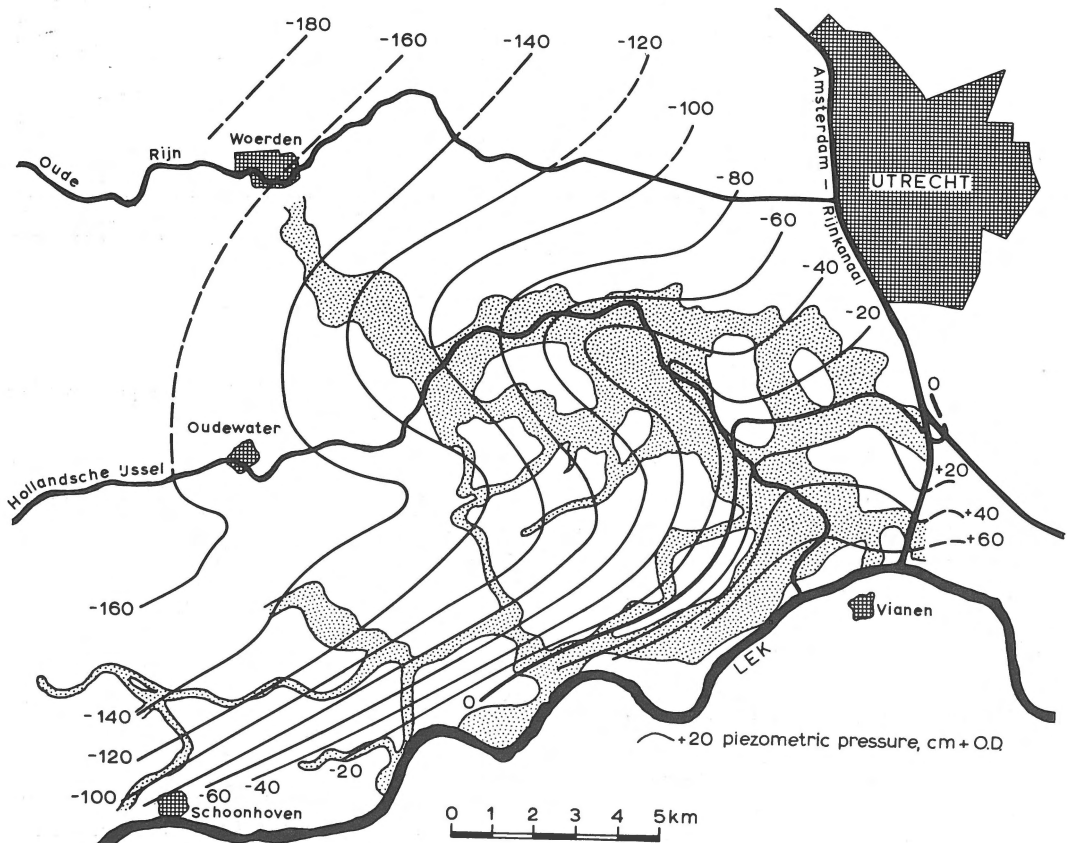 -180
-160
-140
-120
-100
-80
-60
-40
-20
0
+20
+40
+60
Amsterdam – Rijnkanaal
UTRECHT
Woerden
Oude Rijn
Oudewater
Hollandsche IJssel
-160
Vianen
LEK
0
-140
-120
-100
-60
-40
-20
Schoonhoven
+20 piezometric pressure, cm + O.D.
0 1 2 3 4 5 km